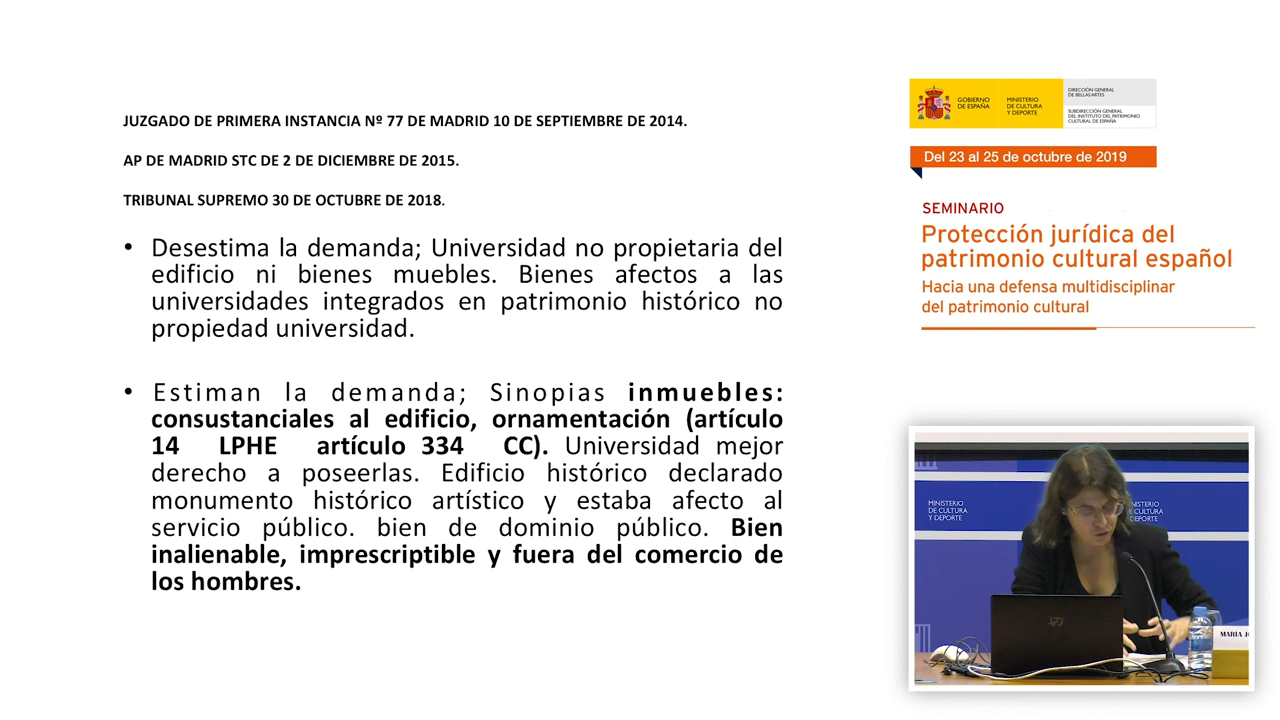 JUZGADO DE PRIMERA INSTANCIA Nº 77 DE MADRID 10 DE SEPTIEMBRE DE 2014.
AP DE MADRID STC DE 2 DE DICIEMBRE DE 2015.
TRIBUNAL SUPREMO 30 DE OCTUBRE DE 2018.
• Desestima la demanda; Universidad no propietaria del
edificio ni bienes muebles. Bienes afectos a las
universidades integrados en patrimonio histórico no
propiedad universidad.
• Estiman la demanda; Sinopias inmuebles:
consustanciales al edificio, ornamentación (artículo
14 LPHE artículo 334 CC). Universidad mejor
derecho a poseerlas. Edificio histórico declarado
monumento histórico artístico y estaba afecto al
servicio público. bien de dominio público. Bien
inalienable, imprescriptible y fuera del comercio de
los hombres.
GOBIERNO
DE ESPAÑA
MINISTERIO
DE CULTURA
Y DEPORTE
DIRECCIÓN GENERAL
DE BELLAS ARTES
SUBDIRECCIÓN GENERAL
DEL INSTITUTO DEL PATRIMONIO
CULTURAL DE ESPAÑA
Del 23 al 25 de octubre de 2019
SEMINARIO
Protección jurídica del
patrimonio cultural español
Hacia una defensa multidisciplinar
del patrimonio cultural
MINISTERIO
DE CULTURA
Y DEPORTE
NISTERIO
E CULTURA
DEPORTE
MARÍA J